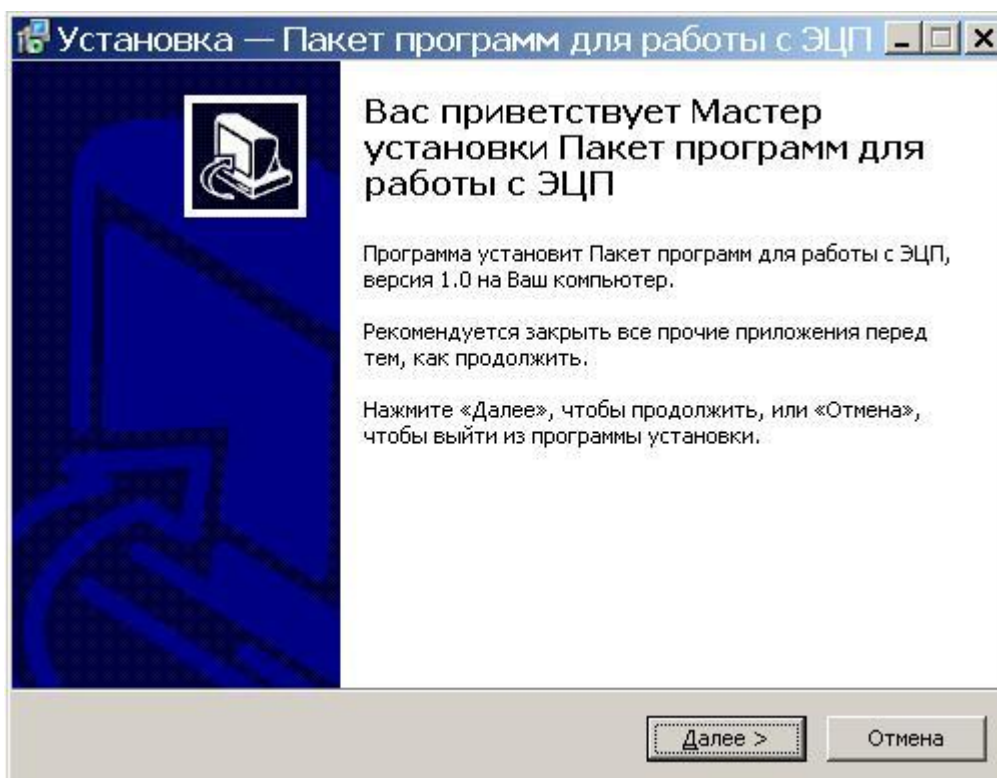 Установка — Пакет программ для работы с ЭЦП
Вас приветствует Мастер
установки Пакет программ для
работы с ЭЦП
Программа установит Пакет программ для работы с ЭЦП,
версия 1.0 на Ваш компьютер.
Рекомендуется закрыть все прочие приложения перед
тем, как продолжить.
Нажмите «Далее», чтобы продолжить, или «Отмена»,
чтобы выйти из программы установки.
Далее > Отмена